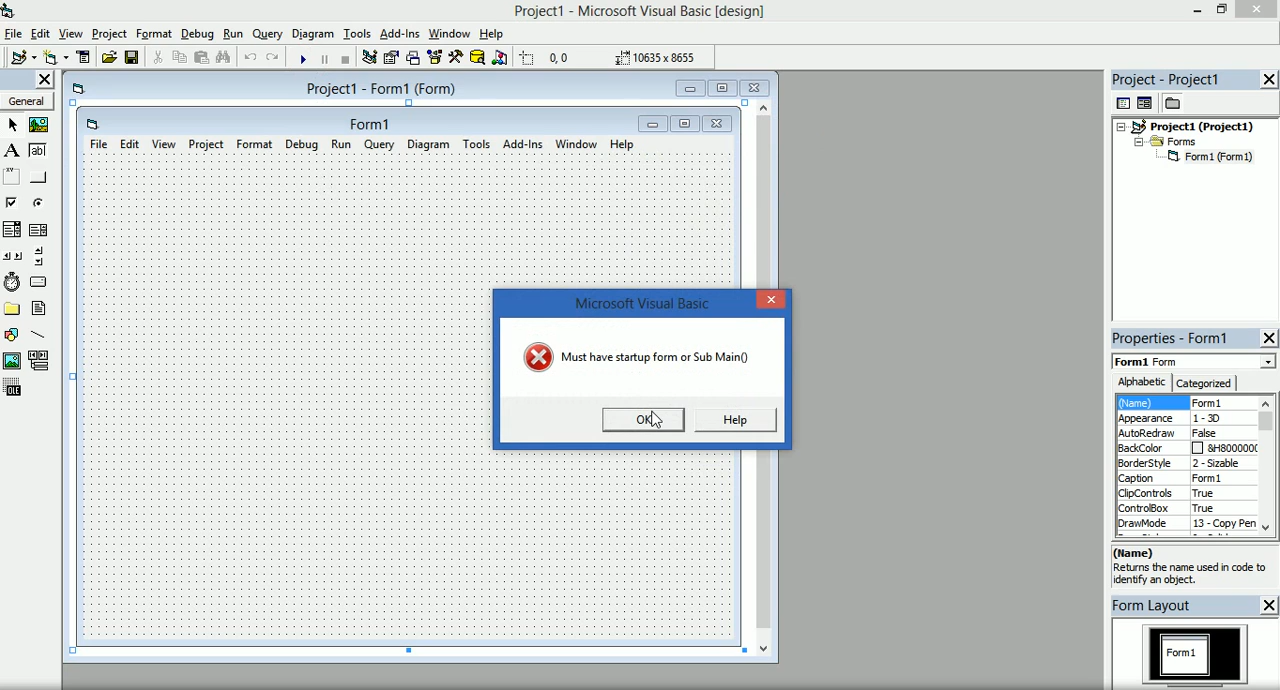 Project1 - Microsoft Visual Basic [design]
File Edit View Project Format Debug Run Query Diagram Tools Add-Ins Window Help
0, 0 10635 x 8655
General
Project1 - Form1 (Form)
Form1
File Edit View Project Format Debug Run Query Diagram Tools Add-Ins Window Help
Microsoft Visual Basic
Must have startup form or Sub Main()
OK Help
Project - Project1
Project1 (Project1)
Forms
Form1 (Form1)
Properties - Form1
Form1 Form
Alphabetic Categorized
(Name) Form1
Appearance 1 - 3D
AutoRedraw False
BackColor &H8000000
BorderStyle 2 - Sizable
Caption Form1
ClipControls True
ControlBox True
DrawMode 13 - Copy Pen
(Name)
Returns the name used in code to
identify an object.
Form Layout
Form1